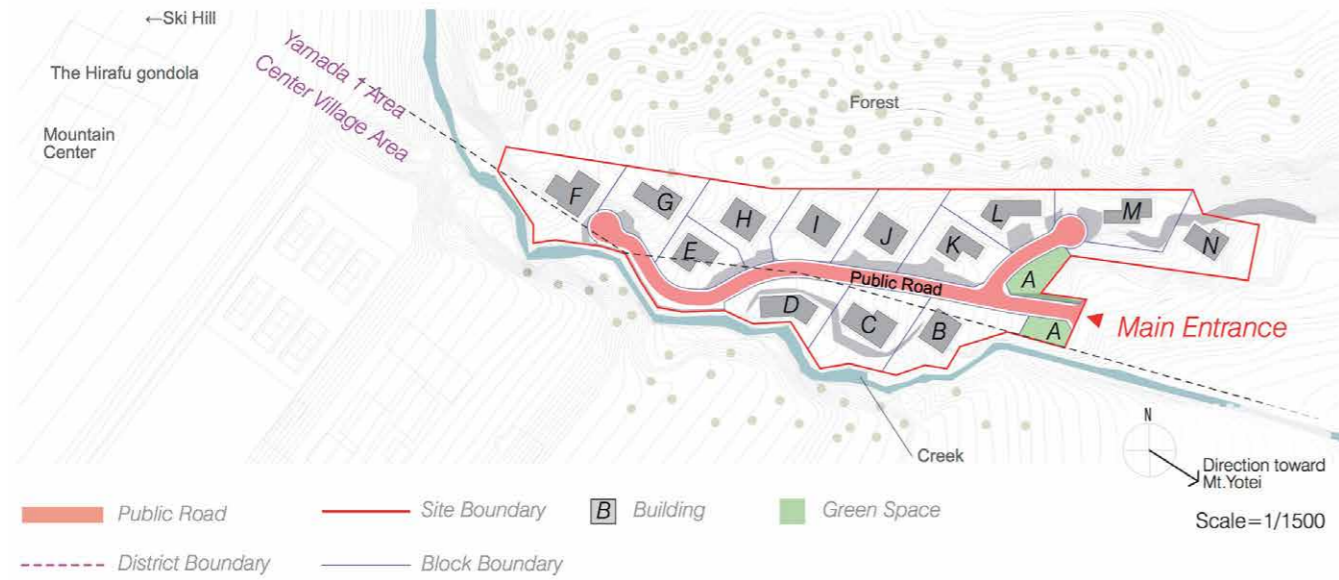 ←Ski Hill
The Hirafu gondola
Mountain
Center
Yamada ↑ Area
Center Village Area
Forest
F
G
H
E
I
J
K
L
M
N
D
C
B
A
A
Public Road
Main Entrance
Creek
N
Direction toward
Mt.Yotei
Public Road
Site Boundary
B Building
Green Space
Scale=1/1500
District Boundary
Block Boundary